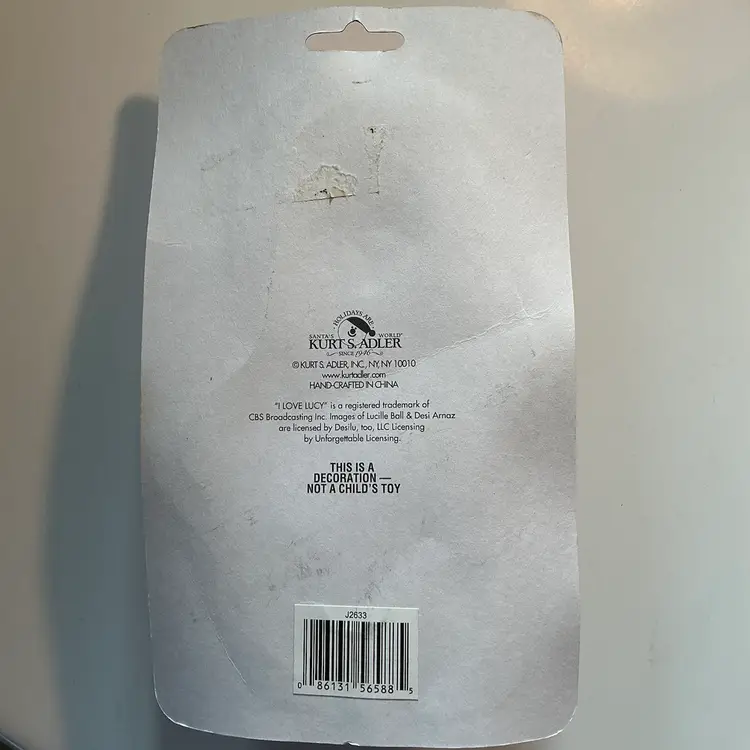 HOLIDAYS ARE
SANTA'S WORLD®
KURT S. ADLER
SINCE 1946
© KURT S. ADLER, INC., NY, NY 10010
www.kurtadler.com
HAND-CRAFTED IN CHINA
"I LOVE LUCY" is a registered trademark of
CBS Broadcasting Inc. Images of Lucille Ball & Desi Arnaz
are licensed by Desilu, too, LLC Licensing
by Unforgettable Licensing.
THIS IS A
DECORATION —
NOT A CHILD'S TOY
J2633
0 86131 56588 5